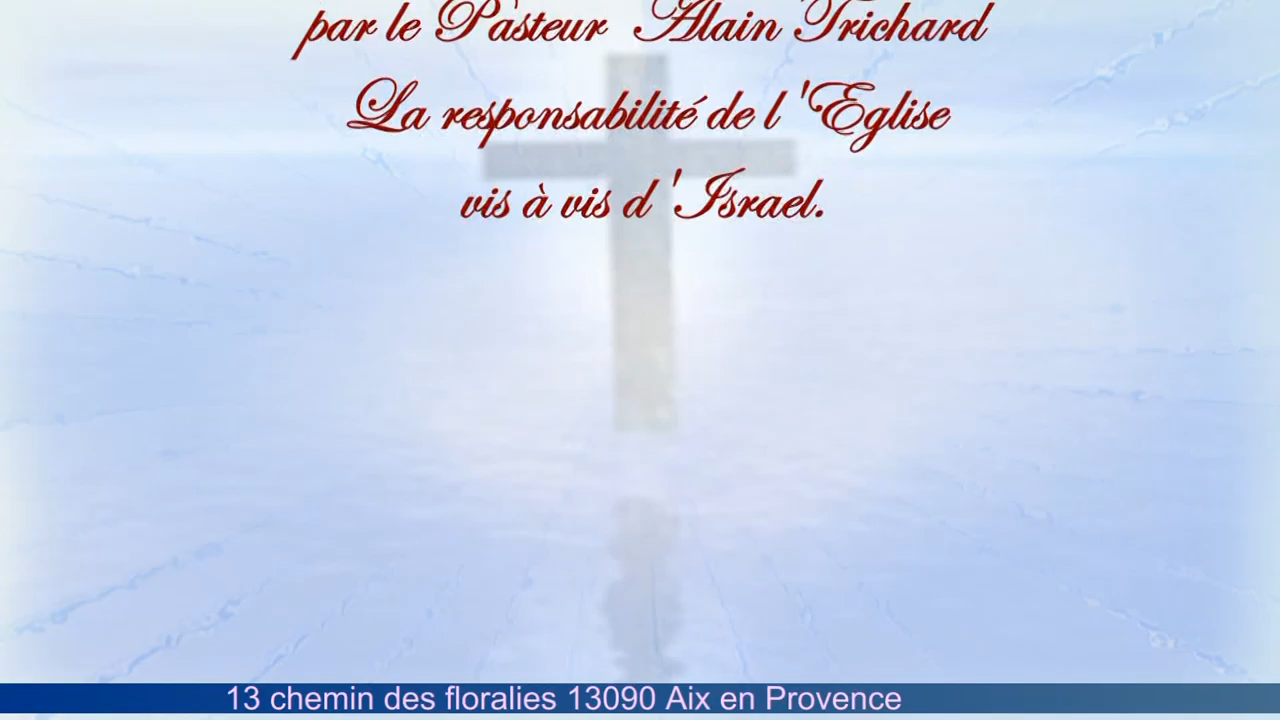 par le Pasteur Alain Trichard
La responsabilité de l'Eglise
vis à vis d'Israel.
13 chemin des floralies 13090 Aix en Provence